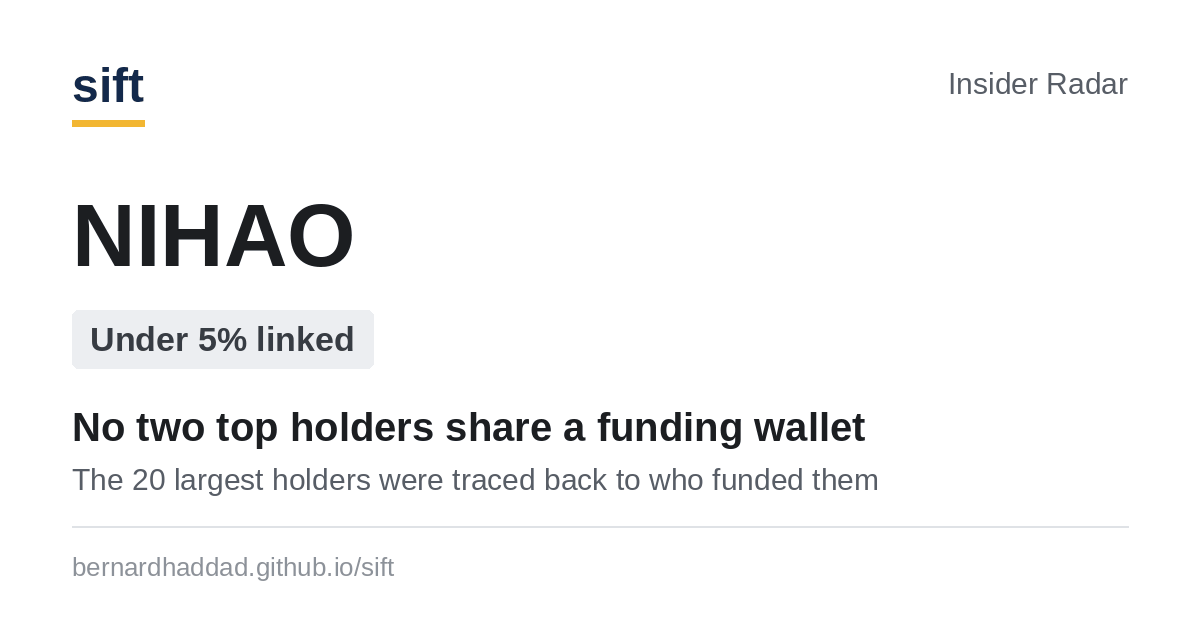 sift
Insider Radar
NIHAO
Under 5% linked
No two top holders share a funding wallet
The 20 largest holders were traced back to who funded them
bernardhaddad.github.io/sift